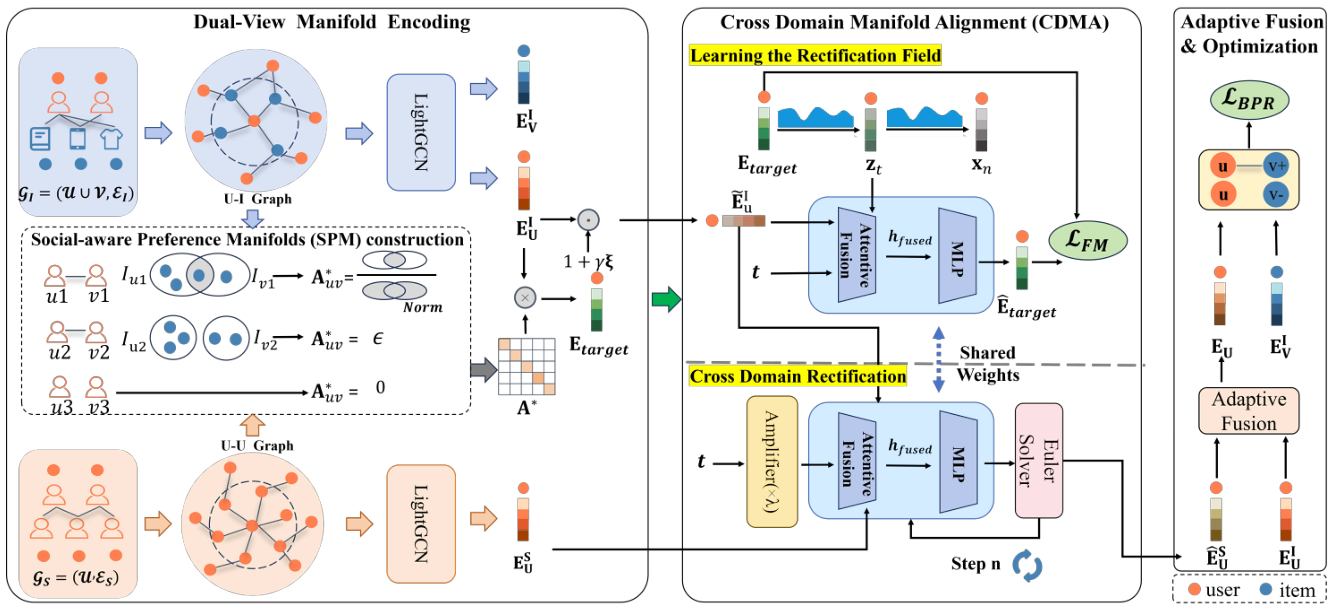 Dual-View Manifold Encoding
𝒢_I = (𝒰 ∪ 𝒱, ℰ_I)
U-I Graph
LightGCN
E_V^I
E_U^I
Social-aware Preference Manifolds (SPM) construction
u1 v1 I_u1 I_v1 A*_uv =
Norm
u2 v2 I_u2 I_v2 A*_uv = ϵ
u3 v3 A*_uv = 0
1 + γξ
E_target
A*
U-U Graph
𝒢_S = (𝒰,ℰ_S)
LightGCN
E_U^S
Cross Domain Manifold Alignment (CDMA)
Learning the Rectification Field
E_target
z_t
x_n
Ẽ_u^I
t
Attentive Fusion
h_fused
MLP
Ê_target
ℒ_FM
Shared Weights
Cross Domain Rectification
t
Amplifier(×λ)
Attentive Fusion
h_fused
MLP
Euler Solver
Step n
Adaptive Fusion
& Optimization
ℒ_BPR
u v+
u v-
E_U E_V^I
Adaptive
Fusion
Ê_U^S E_U^I
user item